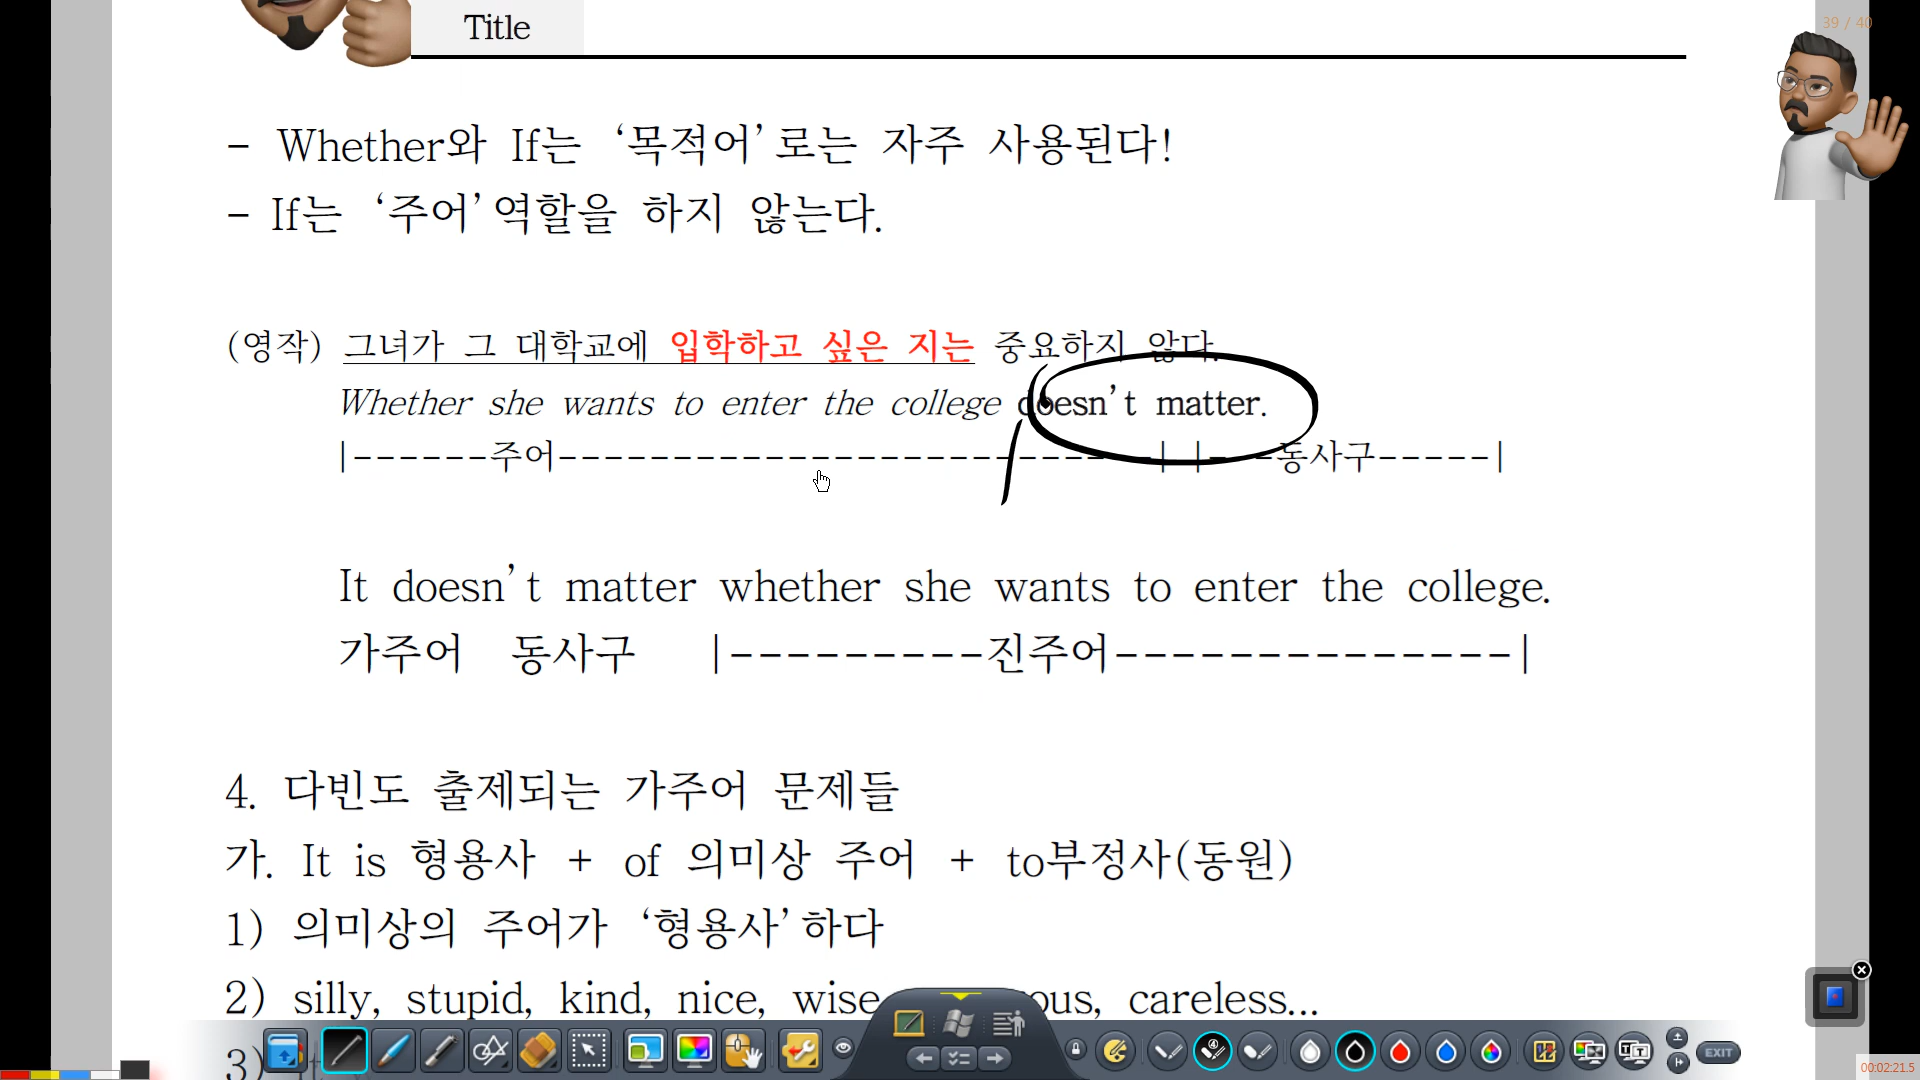 39 / 40
Title
- Whether와 If는 ‘목적어’로는 자주 사용된다!
- If는 ‘주어’역할을 하지 않는다.
(영작) 그녀가 그 대학교에 입학하고 싶은 지는 중요하지 않다.
Whether she wants to enter the college doesn’t matter.
|------주어--------------------------| |----동사구-----|
It doesn’t matter whether she wants to enter the college.
가주어 동사구 |---------진주어--------------|
4. 다빈도 출제되는 가주어 문제들
가. It is 형용사 + of 의미상 주어 + to부정사(동원)
1) 의미상의 주어가 ‘형용사’하다
2) silly, stupid, kind, nice, wise ous, careless...
3)
EXIT
00:02:21.5